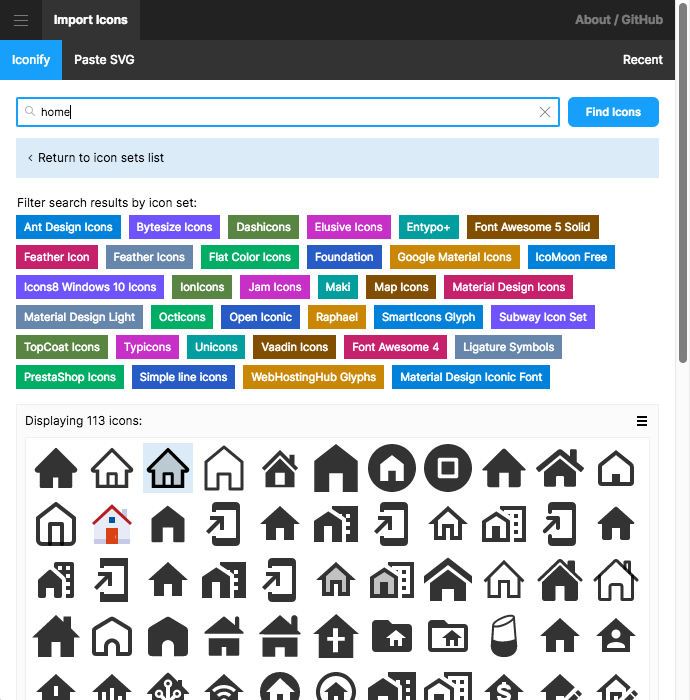 Import Icons About / GitHub
Iconify Paste SVG Recent
home Find Icons
‹ Return to icon sets list
Filter search results by icon set:
Ant Design Icons Bytesize Icons Dashicons Elusive Icons Entypo+ Font Awesome 5 Solid
Feather Icon Feather Icons Flat Color Icons Foundation Google Material Icons IcoMoon Free
Icons8 Windows 10 Icons IonIcons Jam Icons Maki Map Icons Material Design Icons
Material Design Light Octicons Open Iconic Raphael SmartIcons Glyph Subway Icon Set
TopCoat Icons Typicons Unicons Vaadin Icons Font Awesome 4 Ligature Symbols
PrestaShop Icons Simple line icons WebHostingHub Glyphs Material Design Iconic Font
Displaying 113 icons: